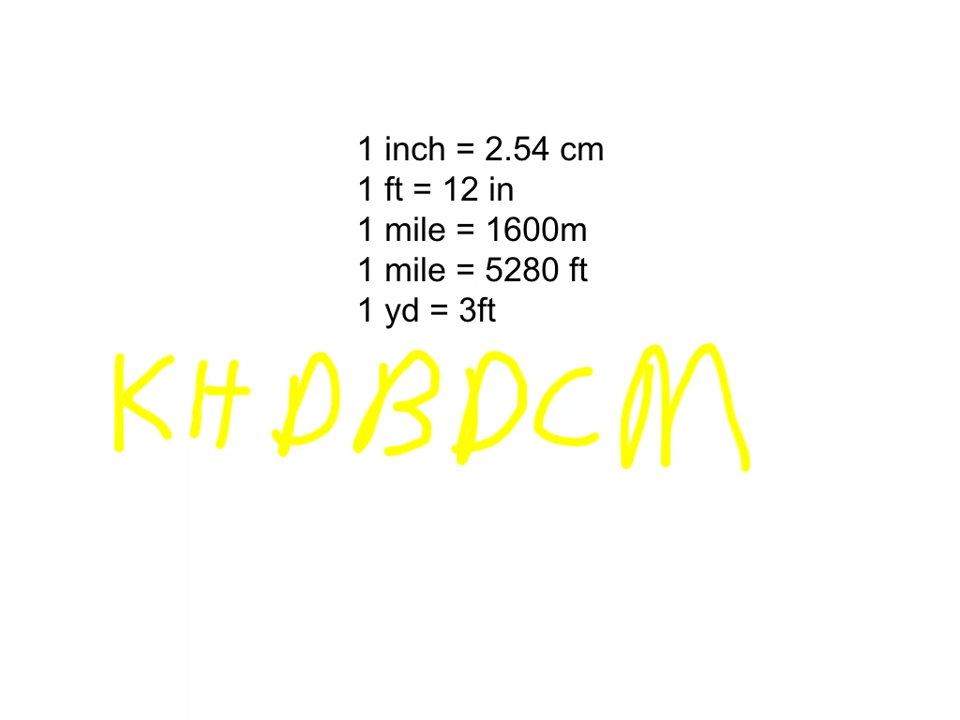 1 inch = 2.54 cm
1 ft = 12 in
1 mile = 1600m
1 mile = 5280 ft
1 yd = 3ft
KHDBDCM